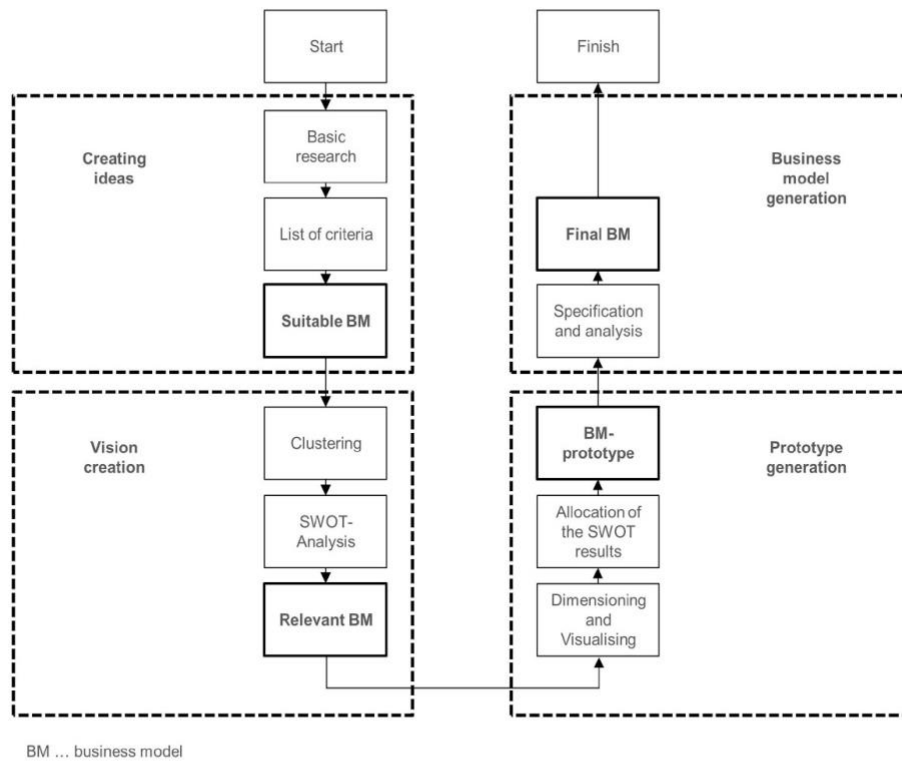 Start
Creating
ideas
Basic
research
List of criteria
Suitable BM
Vision
creation
Clustering
SWOT-
Analysis
Relevant BM
Dimensioning
and
Visualising
Allocation of
the SWOT
results
BM-
prototype
Prototype
generation
Specification
and analysis
Final BM
Business
model
generation
Finish
BM ... business model